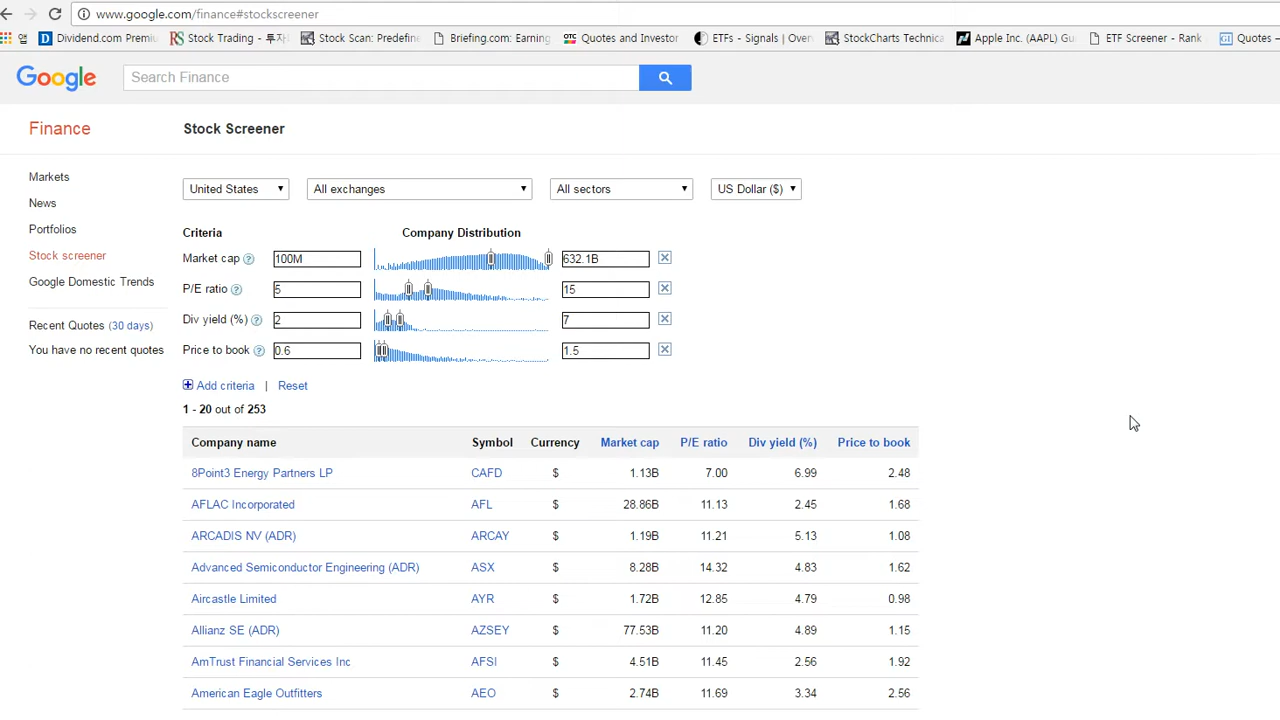 www.google.com/finance#stockscreener
앱 Dividend.com Premiu Stock Trading - 투자 Stock Scan: Predefine Briefing.com: Earning OTC Quotes and Investor ETFs - Signals | Over StockCharts Technica Apple Inc. (AAPL) Gu ETF Screener - Rank Quotes –
Google Search Finance
Finance Stock Screener
Markets
News
Portfolios
Stock screener
Google Domestic Trends
Recent Quotes (30 days)
You have no recent quotes
United States All exchanges All sectors US Dollar ($)
Criteria Company Distribution
Market cap ? 100M 632.1B
P/E ratio ? 5 15
Div yield (%) ? 2 7
Price to book ? 0.6 1.5
Add criteria | Reset
1 - 20 out of 253
Company name Symbol Currency Market cap P/E ratio Div yield (%) Price to book
8Point3 Energy Partners LP CAFD $ 1.13B 7.00 6.99 2.48
AFLAC Incorporated AFL $ 28.86B 11.13 2.45 1.68
ARCADIS NV (ADR) ARCAY $ 1.19B 11.21 5.13 1.08
Advanced Semiconductor Engineering (ADR) ASX $ 8.28B 14.32 4.83 1.62
Aircastle Limited AYR $ 1.72B 12.85 4.79 0.98
Allianz SE (ADR) AZSEY $ 77.53B 11.20 4.89 1.15
AmTrust Financial Services Inc AFSI $ 4.51B 11.45 2.56 1.92
American Eagle Outfitters AEO $ 2.74B 11.69 3.34 2.56